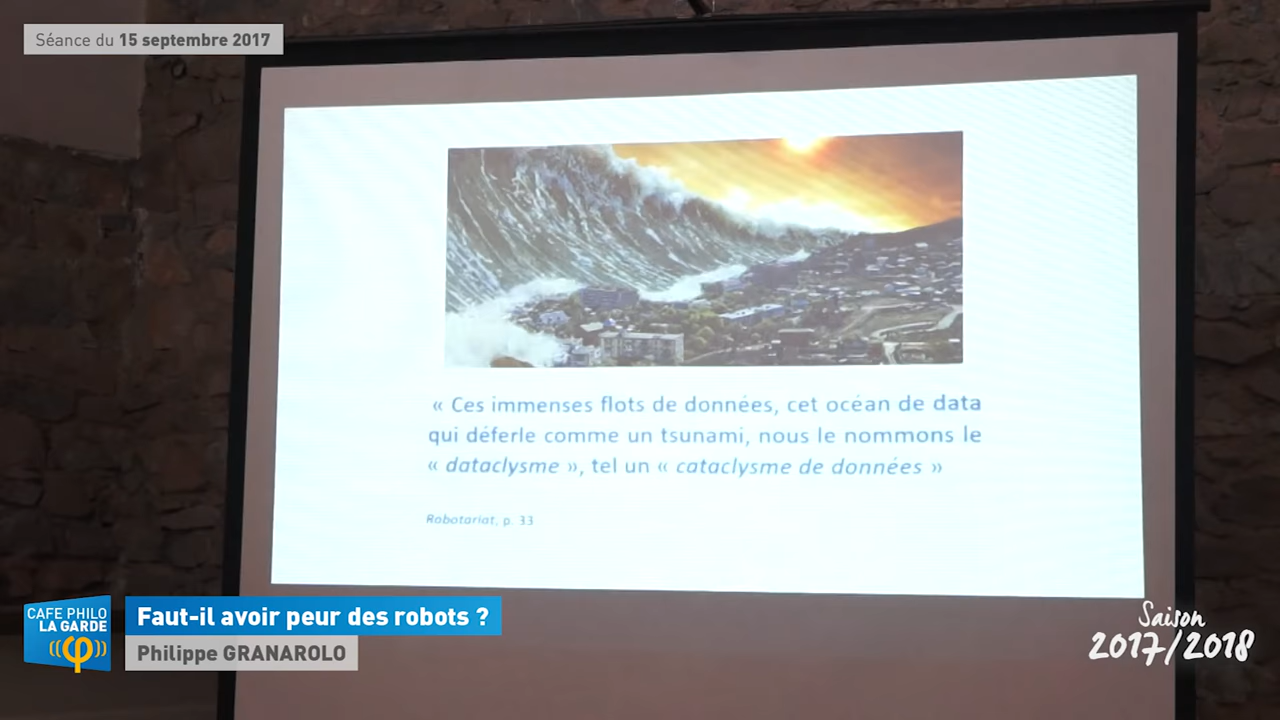 Séance du 15 septembre 2017
« Ces immenses flots de données, cet océan de data
qui déferle comme un tsunami, nous le nommons le
« dataclysme », tel un « cataclysme de données »
Robotariat, p. 33
CAFE PHILO
LA GARDE
φ
Faut-il avoir peur des robots ?
Philippe GRANAROLO
Saison
2017/2018